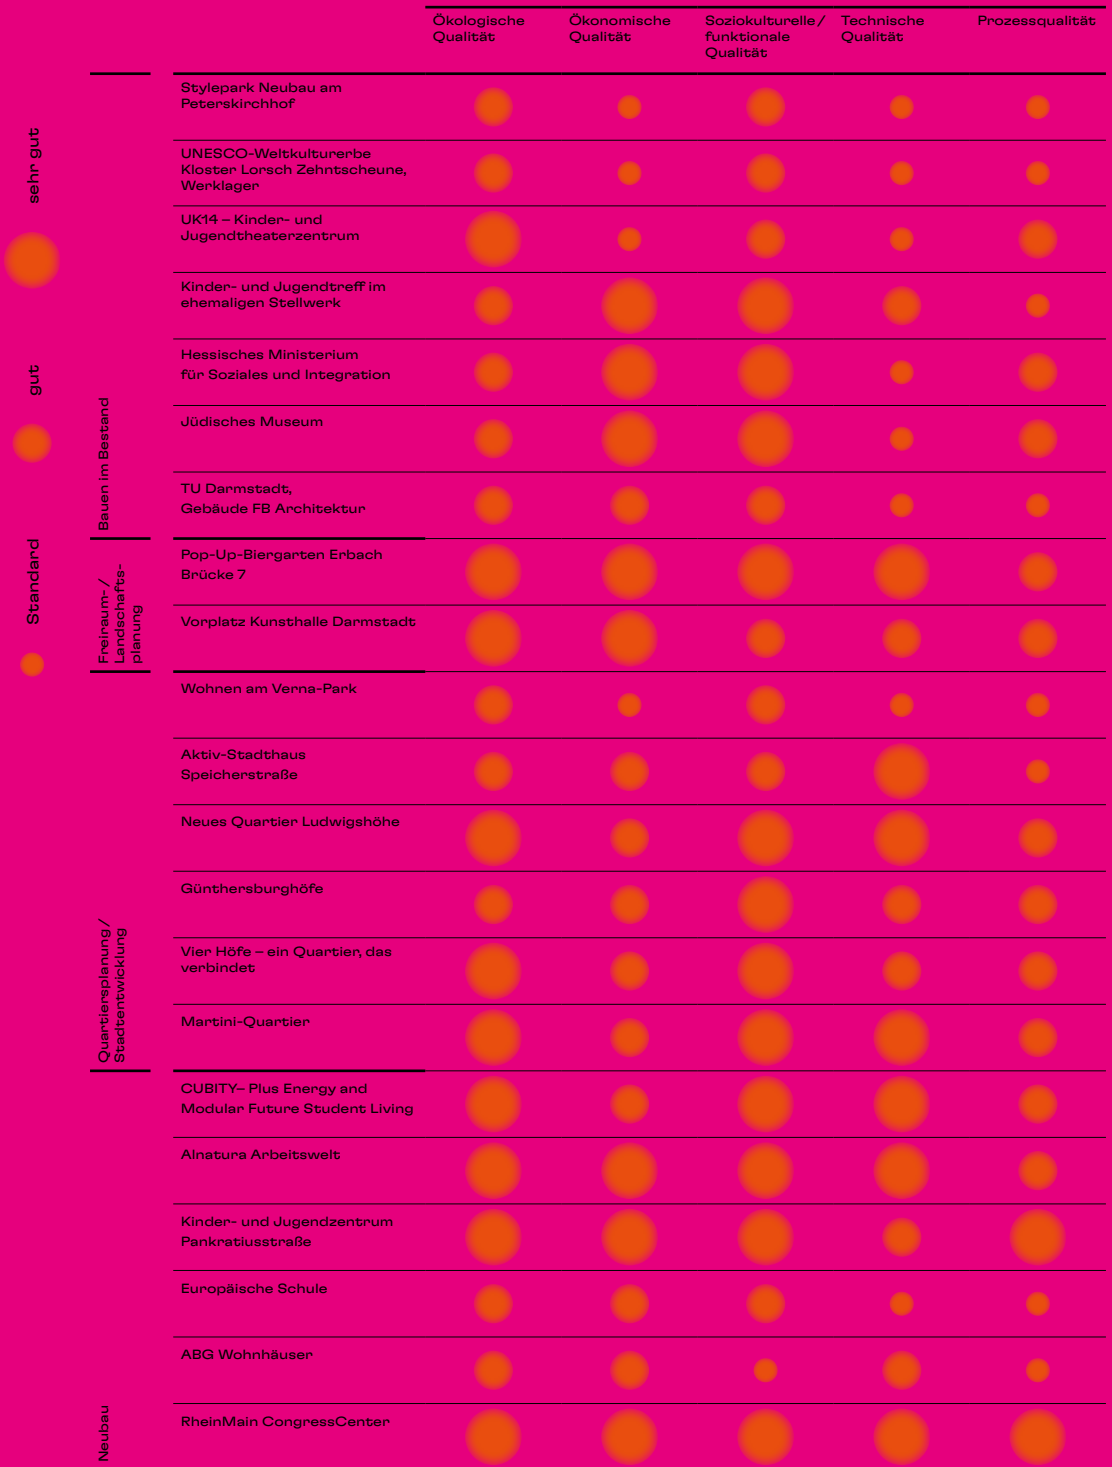 Ökologische
Qualität
Ökonomische
Qualität
Soziokulturelle/
funktionale
Qualität
Technische
Qualität
Prozessqualität
sehr gut
gut
Standard
Bauen im Bestand
Stylepark Neubau am
Peterskirchhof
UNESCO-Weltkulturerbe
Kloster Lorsch Zehntscheune,
Werklager
UK14 – Kinder- und
Jugendtheaterzentrum
Kinder- und Jugendtreff im
ehemaligen Stellwerk
Hessisches Ministerium
für Soziales und Integration
Jüdisches Museum
TU Darmstadt,
Gebäude FB Architektur
Freiraum-/
Landschafts-
planung
Pop-Up-Biergarten Erbach
Brücke 7
Vorplatz Kunsthalle Darmstadt
Quartiersplanung/
Stadtentwicklung
Wohnen am Verna-Park
Aktiv-Stadthaus
Speicherstraße
Neues Quartier Ludwigshöhe
Günthersburghöfe
Vier Höfe – ein Quartier, das
verbindet
Martini-Quartier
Neubau
CUBITY– Plus Energy and
Modular Future Student Living
Alnatura Arbeitswelt
Kinder- und Jugendzentrum
Pankratiusstraße
Europäische Schule
ABG Wohnhäuser
RheinMain CongressCenter